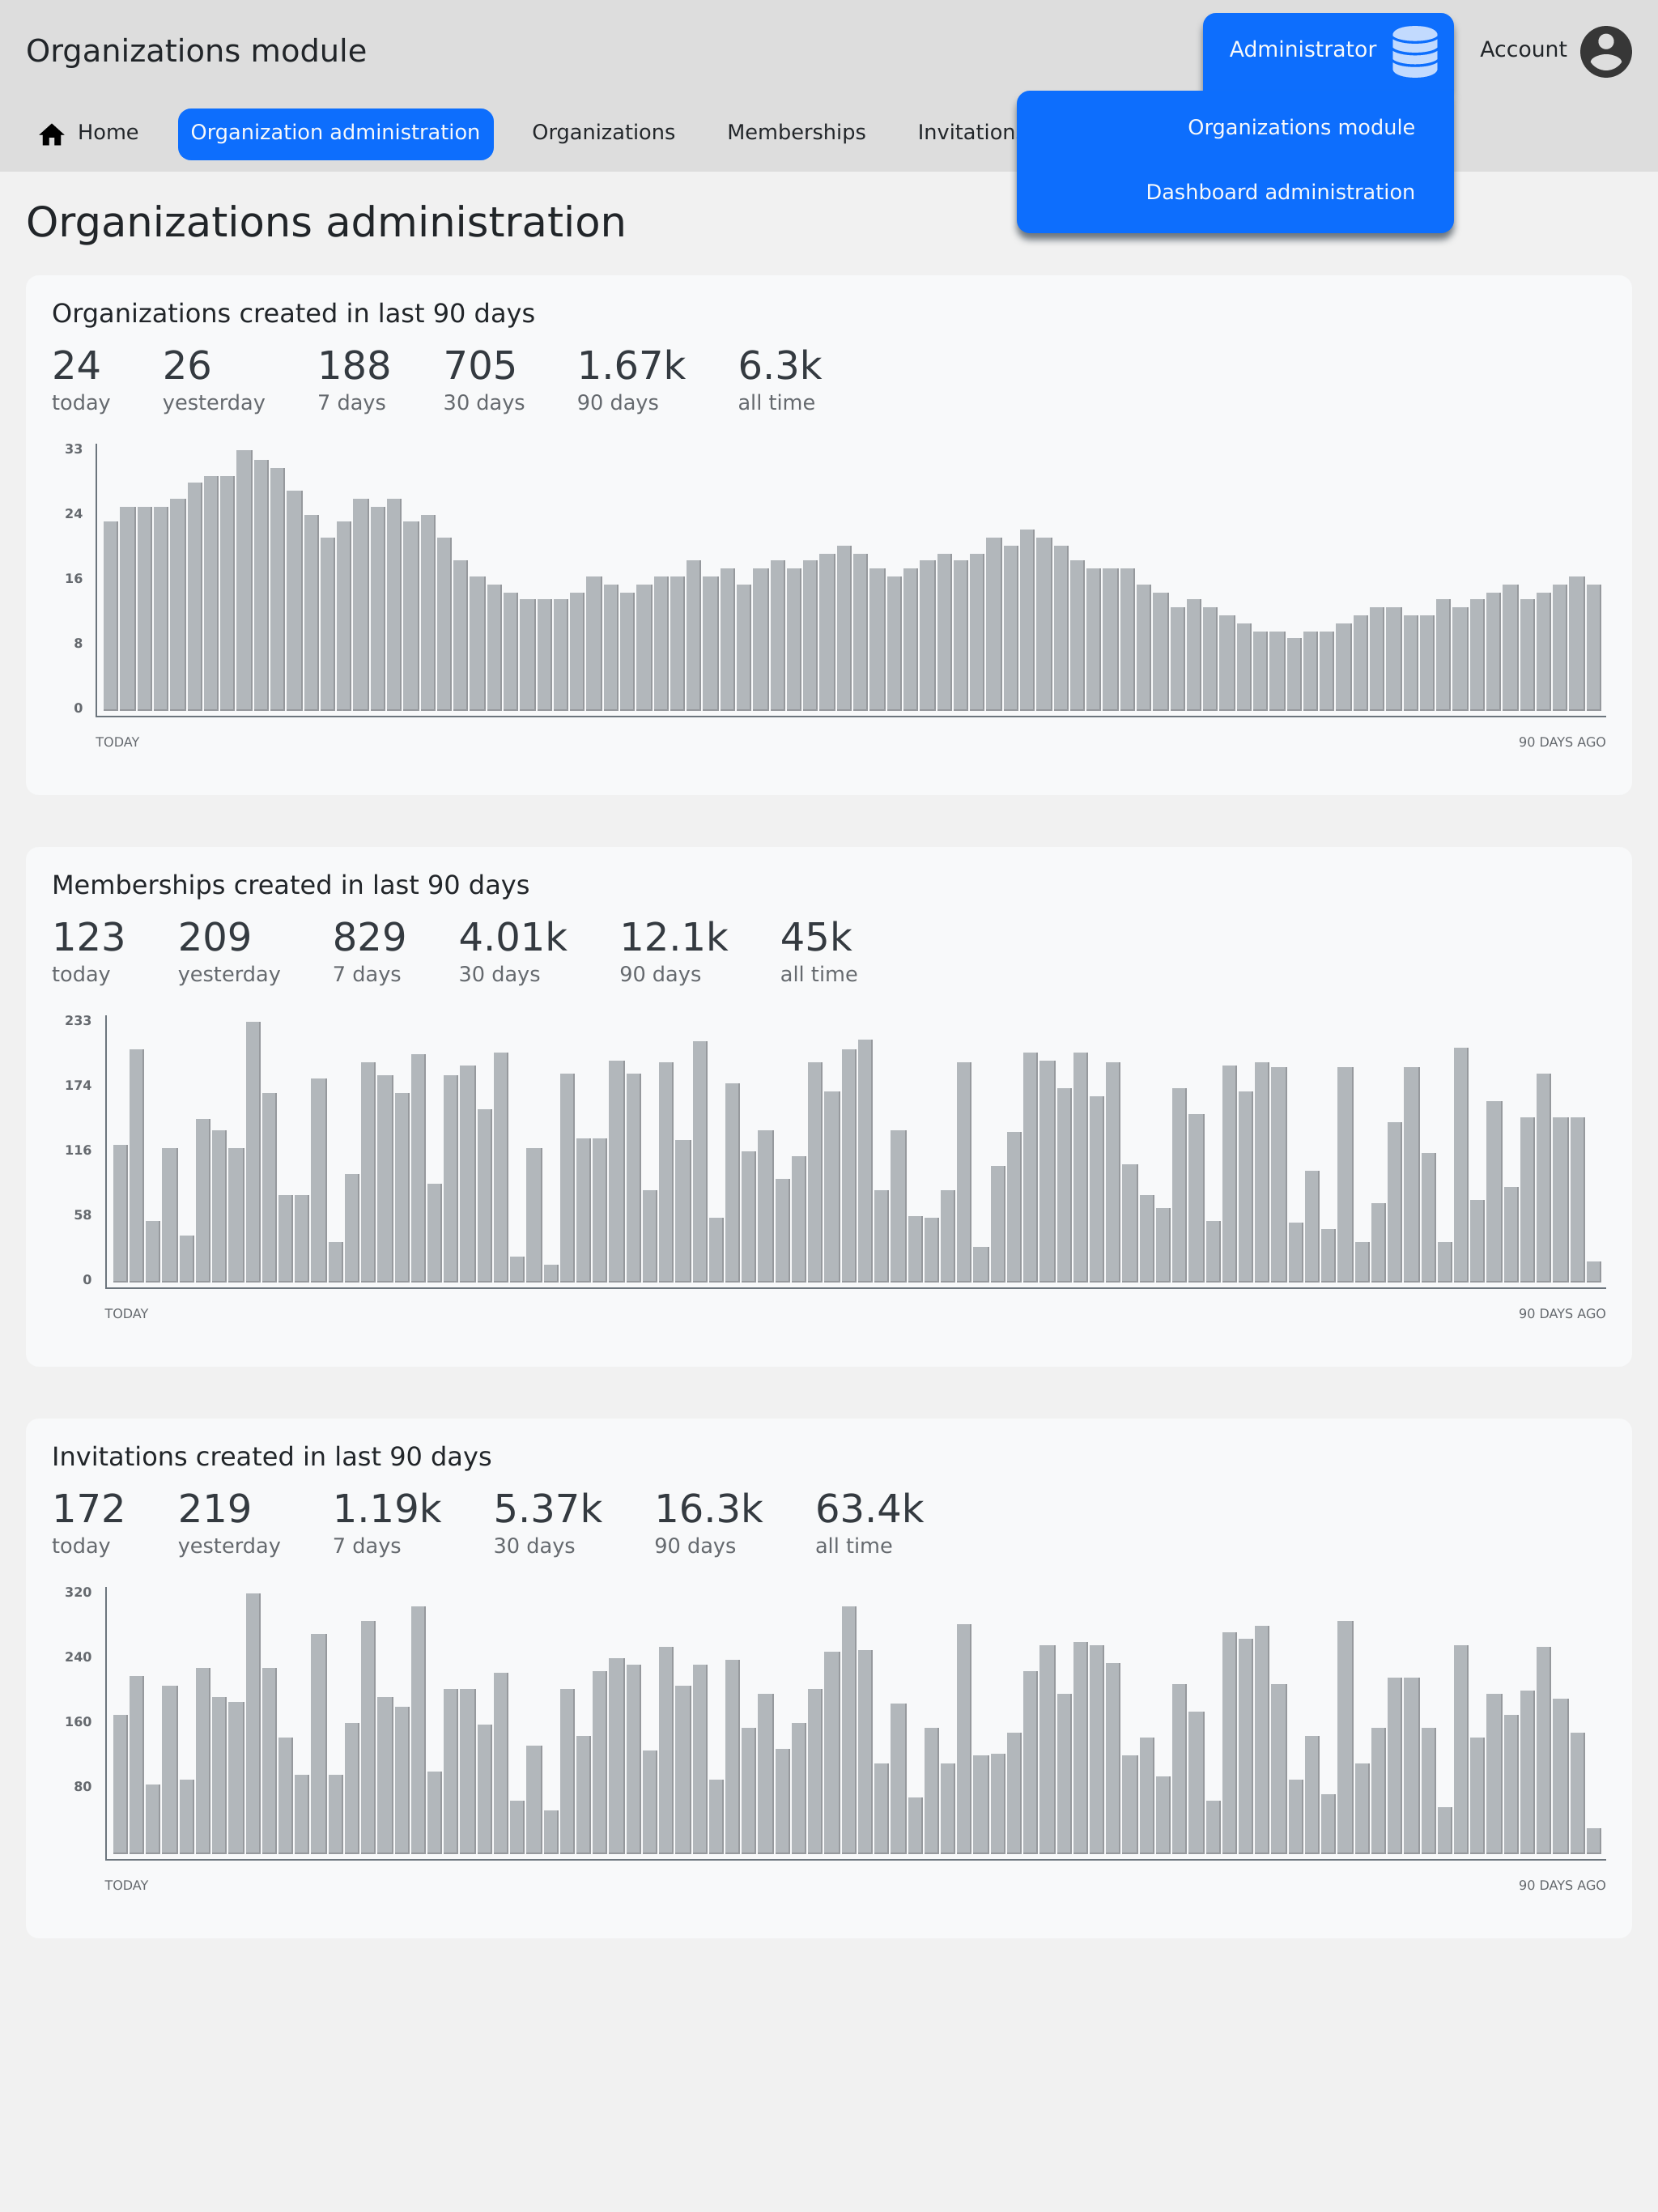 Organizations module
Administrator
Account
Home
Organization administration
Organizations
Memberships
Invitation
Organizations module
Dashboard administration
Organizations administration
Organizations created in last 90 days
24 26 188 705 1.67k 6.3k
today yesterday 7 days 30 days 90 days all time
33
24
16
8
0
TODAY 90 DAYS AGO
Memberships created in last 90 days
123 209 829 4.01k 12.1k 45k
today yesterday 7 days 30 days 90 days all time
233
174
116
58
0
TODAY 90 DAYS AGO
Invitations created in last 90 days
172 219 1.19k 5.37k 16.3k 63.4k
today yesterday 7 days 30 days 90 days all time
320
240
160
80
TODAY 90 DAYS AGO